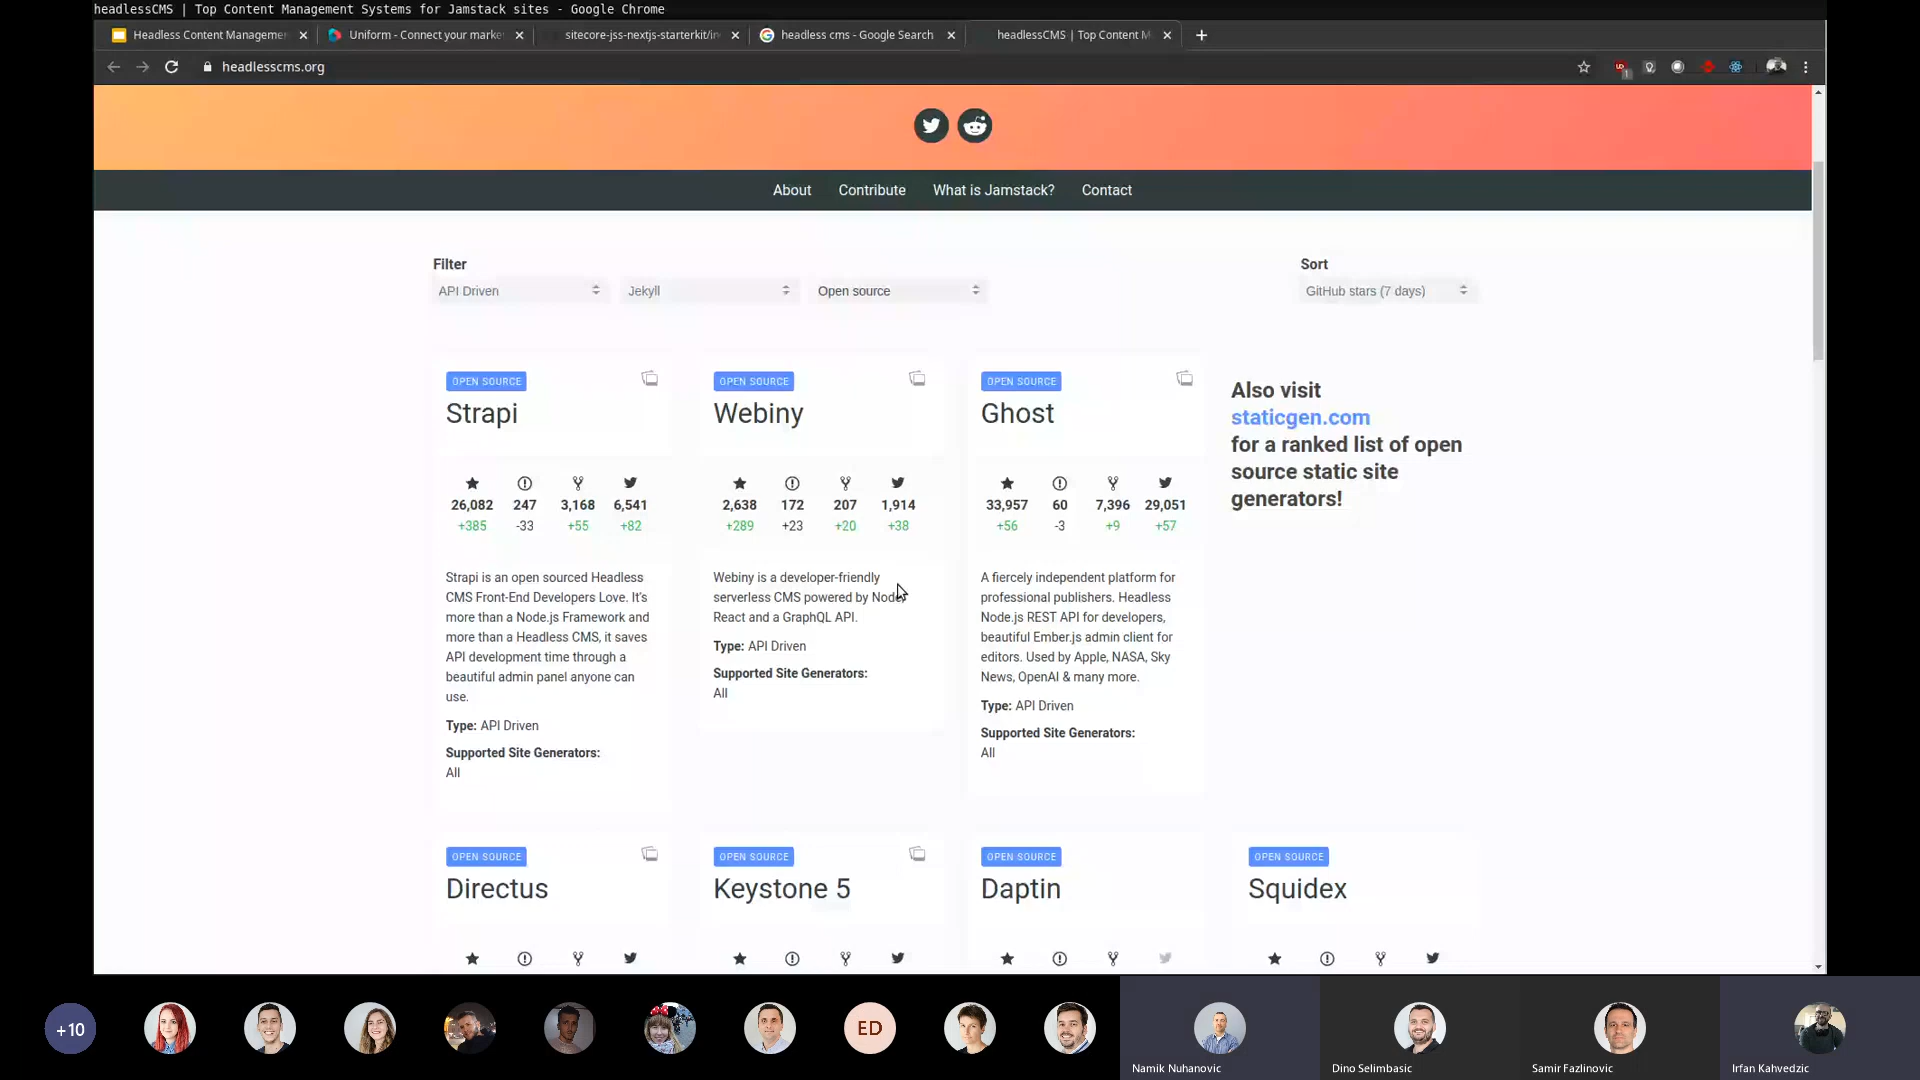 headlessCMS | Top Content Management Systems for Jamstack sites - Google Chrome
Headless Content Manageme
Uniform - Connect your marke
sitecore-jss-nextjs-starterkit/in
headless cms - Google Search
headlessCMS | Top Content M
headlesscms.org
About
Contribute
What is Jamstack?
Contact
Filter
Sort
API Driven
Jekyll
Open source
GitHub stars (7 days)
OPEN SOURCE
Strapi
26,082 247 3,168 6,541
+385 -33 +55 +82
Strapi is an open sourced Headless
CMS Front-End Developers Love. It's
more than a Node.js Framework and
more than a Headless CMS, it saves
API development time through a
beautiful admin panel anyone can
use.
Type: API Driven
Supported Site Generators:
All
OPEN SOURCE
Webiny
2,638 172 207 1,914
+289 +23 +20 +38
Webiny is a developer-friendly
serverless CMS powered by Node,
React and a GraphQL API.
Type: API Driven
Supported Site Generators:
All
OPEN SOURCE
Ghost
33,957 60 7,396 29,051
+56 -3 +9 +57
A fiercely independent platform for
professional publishers. Headless
Node.js REST API for developers,
beautiful Ember.js admin client for
editors. Used by Apple, NASA, Sky
News, OpenAI & many more.
Type: API Driven
Supported Site Generators:
All
Also visit
staticgen.com
for a ranked list of open
source static site
generators!
OPEN SOURCE
Directus
OPEN SOURCE
Keystone 5
OPEN SOURCE
Daptin
OPEN SOURCE
Squidex
+10
ED
Namik Nuhanovic
Dino Selimbasic
Samir Fazlinovic
Irfan Kahvedzic